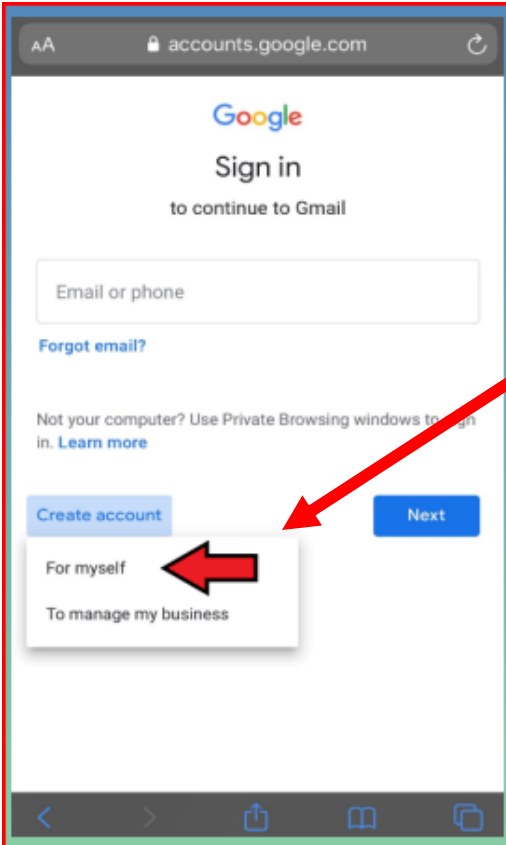 AA accounts.google.com
Google
Sign in
to continue to Gmail
Email or phone
Forgot email?
Not your computer? Use Private Browsing windows to sign
in. Learn more
Create account Next
For myself
To manage my business